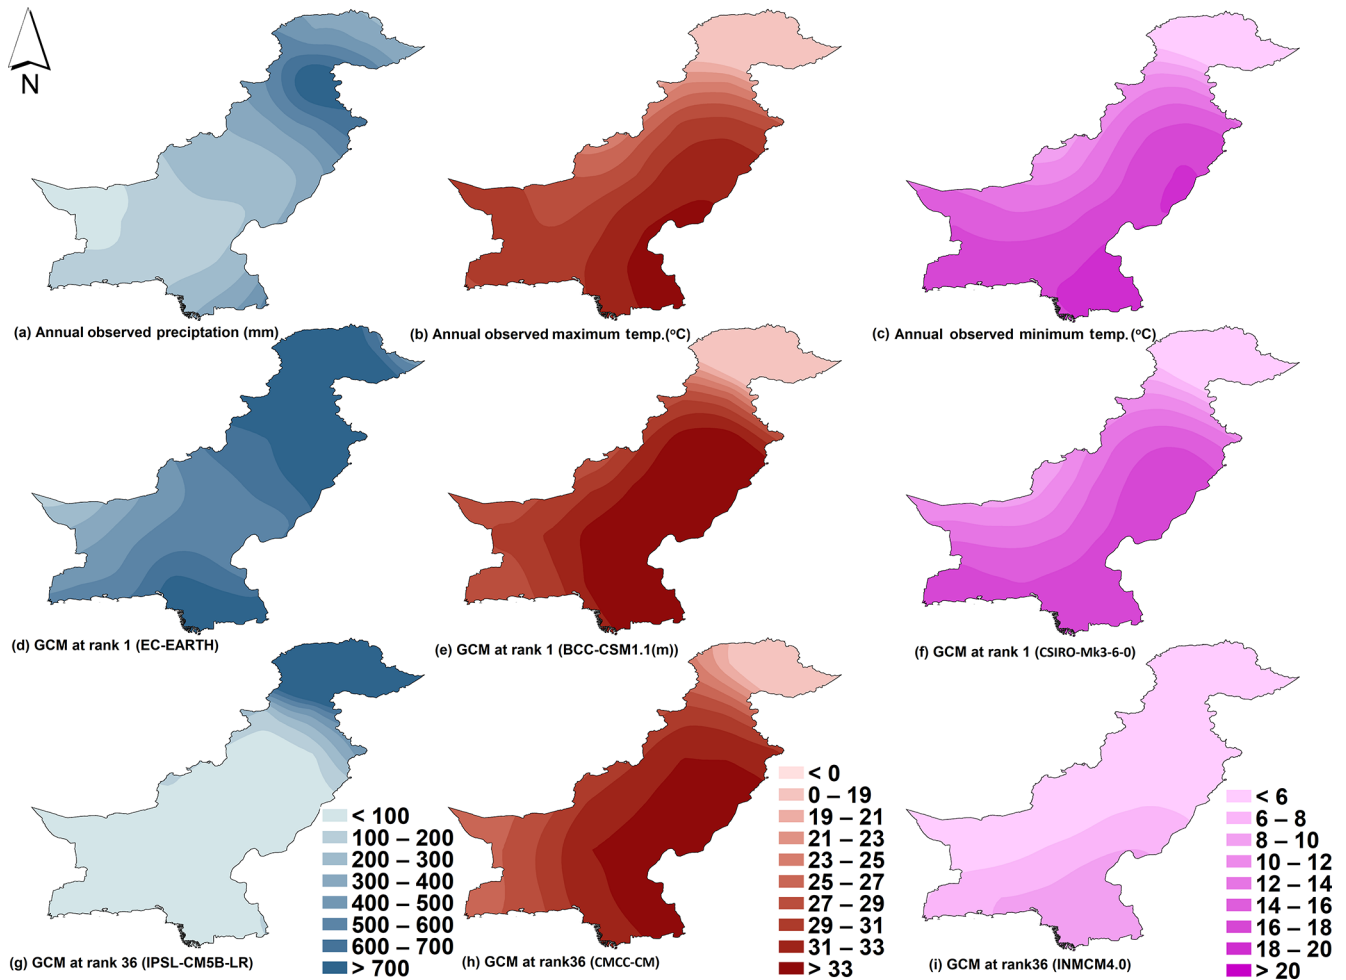 N
(a) Annual observed preciptation (mm)
(b) Annual observed maximum temp.(°C)
(c) Annual observed minimum temp.(°C)
(d) GCM at rank 1 (EC-EARTH)
(e) GCM at rank 1 (BCC-CSM1.1(m))
(f) GCM at rank 1 (CSIRO-Mk3-6-0)
< 100
100 – 200
200 – 300
300 – 400
400 – 500
500 – 600
600 – 700
> 700
< 0
0 – 19
19 – 21
21 – 23
23 – 25
25 – 27
27 – 29
29 – 31
31 – 33
> 33
< 6
6 – 8
8 – 10
10 – 12
12 – 14
14 – 16
16 – 18
18 – 20
> 20
(g) GCM at rank 36 (IPSL-CM5B-LR)
(h) GCM at rank36 (CMCC-CM)
(i) GCM at rank36 (INMCM4.0)